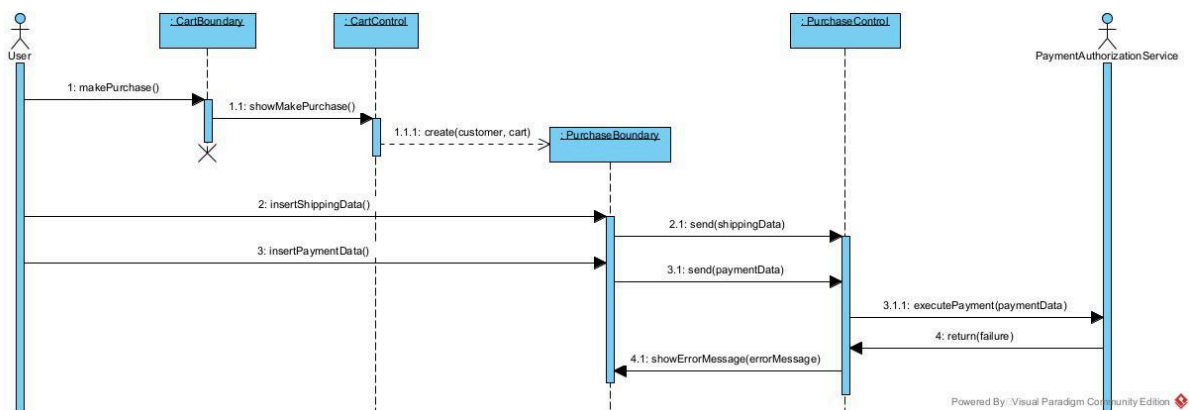 : CartBoundary
: CartControl
: PurchaseControl
User
PaymentAuthorizationService
1: makePurchase()
1.1: showMakePurchase()
1.1.1: create(customer, cart)
: PurchaseBoundary
2: insertShippingData()
2.1: send(shippingData)
3: insertPaymentData()
3.1: send(paymentData)
3.1.1: executePayment(paymentData)
4: return(failure)
4.1: showErrorMessage(errorMessage)
Powered By: Visual Paradigm Community Edition